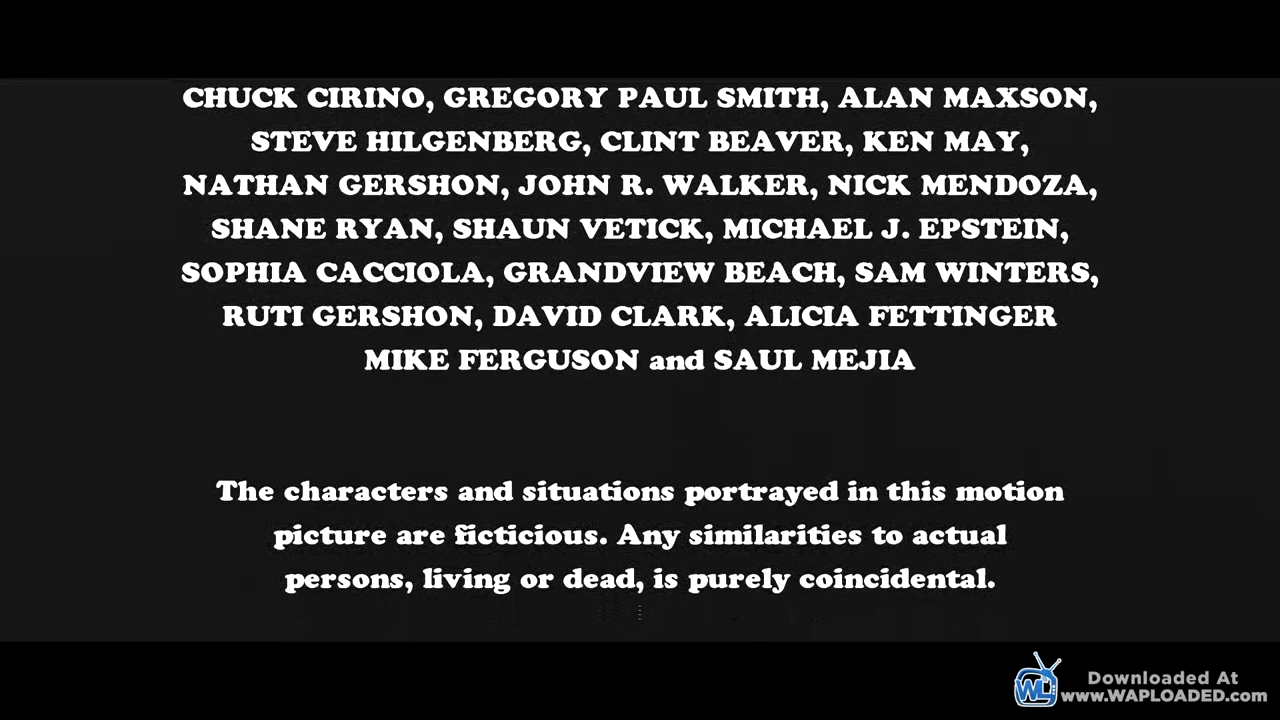 CHUCK CIRINO, GREGORY PAUL SMITH, ALAN MAXSON,
STEVE HILGENBERG, CLINT BEAVER, KEN MAY,
NATHAN GERSHON, JOHN R. WALKER, NICK MENDOZA,
SHANE RYAN, SHAUN VETICK, MICHAEL J. EPSTEIN,
SOPHIA CACCIOLA, GRANDVIEW BEACH, SAM WINTERS,
RUTI GERSHON, DAVID CLARK, ALICIA FETTINGER
MIKE FERGUSON and SAUL MEJIA
The characters and situations portrayed in this motion
picture are ficticious. Any similarities to actual
persons, living or dead, is purely coincidental.
WL
Downloaded At
www.WAPLOADED.com